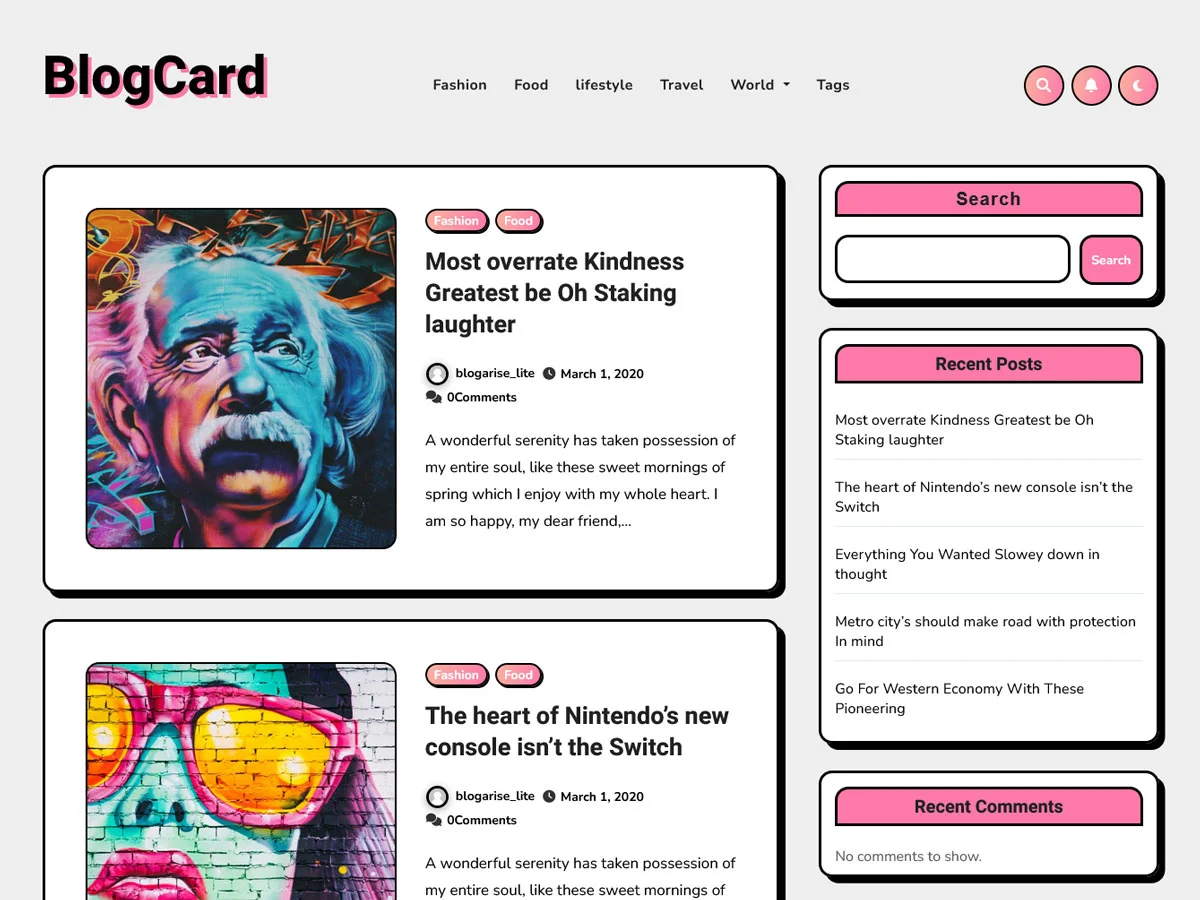 BlogCard
Fashion Food lifestyle Travel World Tags
Fashion Food
Most overrate Kindness
Greatest be Oh Staking
laughter
blogarise_lite March 1, 2020
0Comments
A wonderful serenity has taken possession of
my entire soul, like these sweet mornings of
spring which I enjoy with my whole heart. I
am so happy, my dear friend,...
Fashion Food
The heart of Nintendo’s new
console isn’t the Switch
blogarise_lite March 1, 2020
0Comments
A wonderful serenity has taken possession of
my entire soul, like these sweet mornings of
Search
Search
Recent Posts
Most overrate Kindness Greatest be Oh
Staking laughter
The heart of Nintendo’s new console isn’t the
Switch
Everything You Wanted Slowey down in
thought
Metro city’s should make road with protection
In mind
Go For Western Economy With These
Pioneering
Recent Comments
No comments to show.